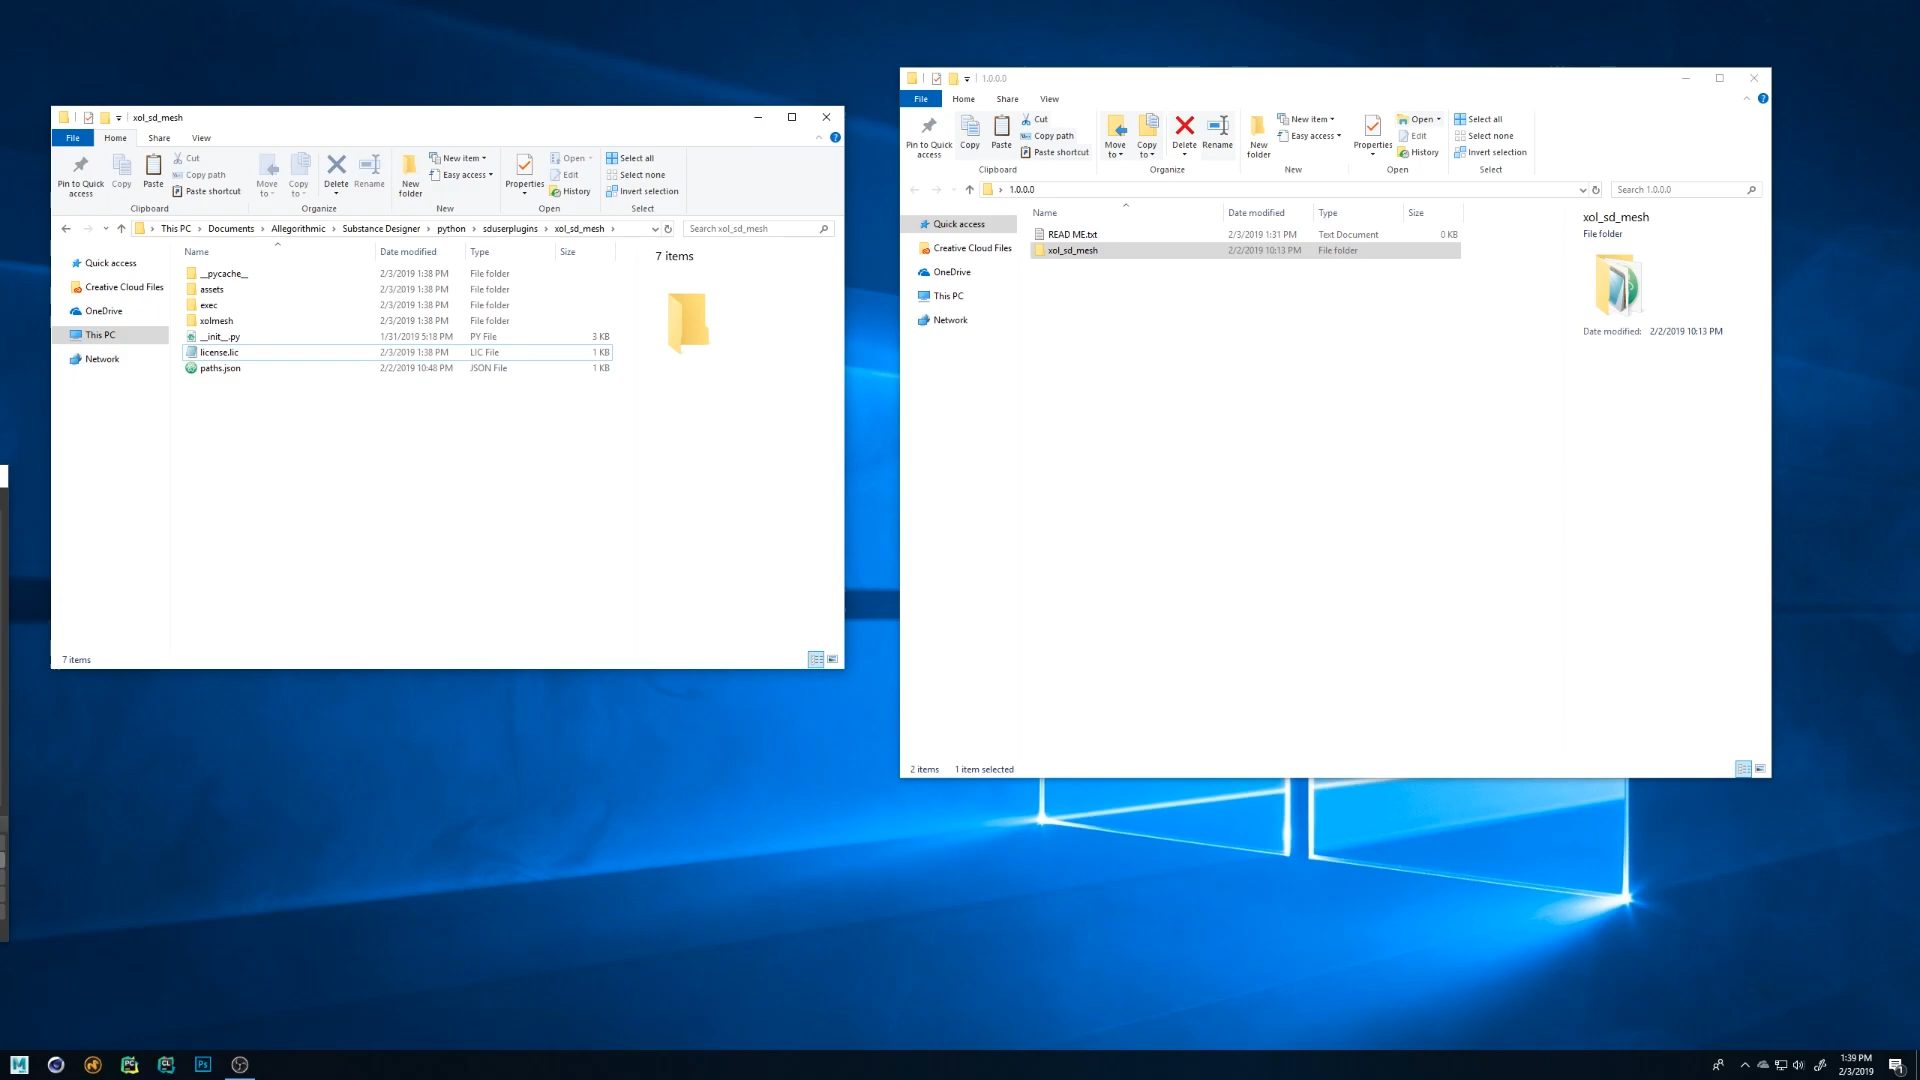 xol_sd_mesh
File Home Share View
Pin to Quick access
Copy
Paste
Cut
Copy path
Paste shortcut
Move to
Copy to
Delete
Rename
New folder
New item
Easy access
Properties
Open
Edit
History
Select all
Select none
Invert selection
Clipboard Organize New Open Select
This PC Documents Allegorithmic Substance Designer python sduserplugins xol_sd_mesh
Search xol_sd_mesh
Quick access
Creative Cloud Files
OneDrive
This PC
Network
Name Date modified Type Size
__pycache__ 2/3/2019 1:38 PM File folder
assets 2/3/2019 1:38 PM File folder
exec 2/3/2019 1:38 PM File folder
xolmesh 2/3/2019 1:38 PM File folder
__init__.py 1/31/2019 5:18 PM PY File 3 KB
license.lic 2/3/2019 1:38 PM LIC File 1 KB
paths.json 2/2/2019 10:48 PM JSON File 1 KB
7 items
7 items
1.0.0.0
File Home Share View
Pin to Quick access
Copy
Paste
Cut
Copy path
Paste shortcut
Move to
Copy to
Delete
Rename
New folder
New item
Easy access
Properties
Open
Edit
History
Select all
Select none
Invert selection
Clipboard Organize New Open Select
1.0.0.0
Search 1.0.0.0
Quick access
Creative Cloud Files
OneDrive
This PC
Network
Name Date modified Type Size
READ ME.txt 2/3/2019 1:31 PM Text Document 0 KB
xol_sd_mesh 2/2/2019 10:13 PM File folder
xol_sd_mesh
File folder
Date modified: 2/2/2019 10:13 PM
2 items 1 item selected
M
PC
CL
Ps
1:39 PM
2/3/2019
1